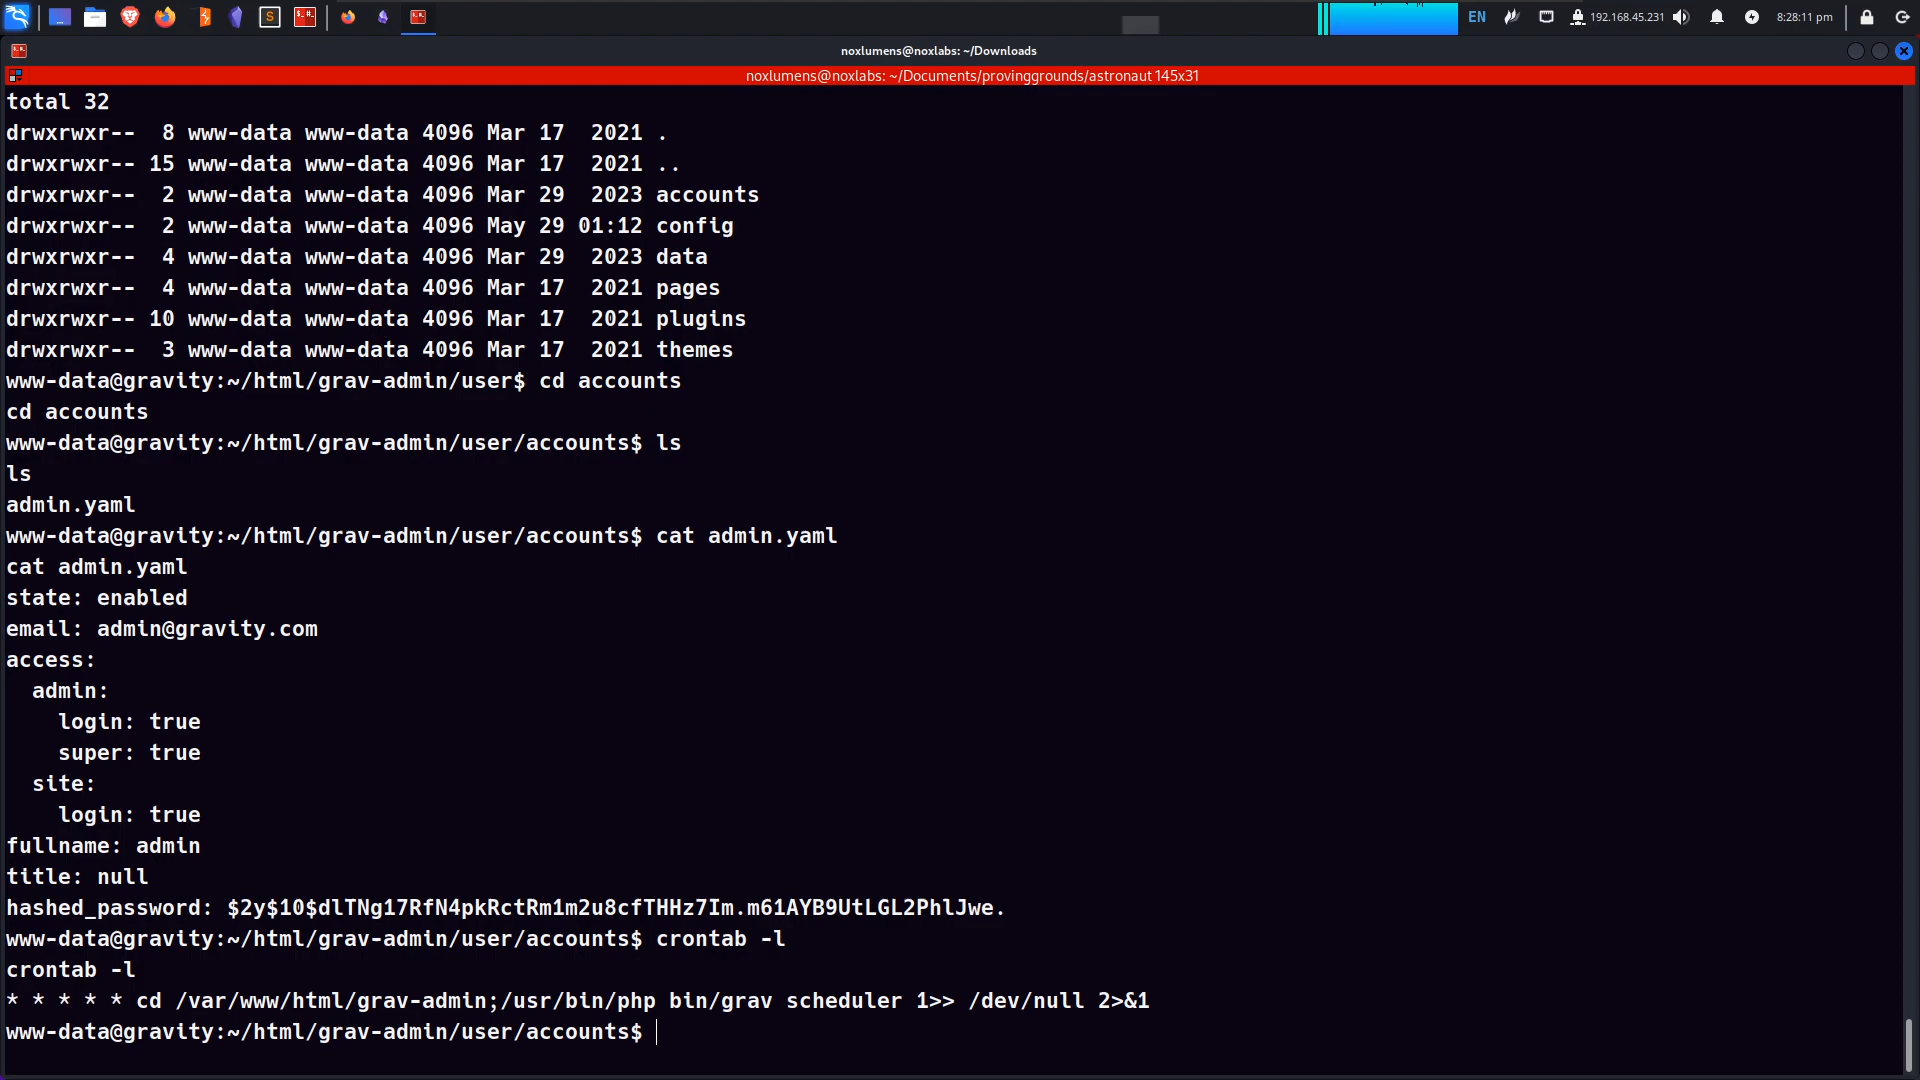 EN
192.168.45.231
8:28:11 pm
noxlumens@noxlabs: ~/Downloads
noxlumens@noxlabs: ~/Documents/provinggrounds/astronaut 145x31
total 32
drwxrwxr--  8 www-data www-data 4096 Mar 17  2021 .
drwxrwxr-- 15 www-data www-data 4096 Mar 17  2021 ..
drwxrwxr--  2 www-data www-data 4096 Mar 29  2023 accounts
drwxrwxr--  2 www-data www-data 4096 May 29 01:12 config
drwxrwxr--  4 www-data www-data 4096 Mar 29  2023 data
drwxrwxr--  4 www-data www-data 4096 Mar 17  2021 pages
drwxrwxr-- 10 www-data www-data 4096 Mar 17  2021 plugins
drwxrwxr--  3 www-data www-data 4096 Mar 17  2021 themes
www-data@gravity:~/html/grav-admin/user$ cd accounts
cd accounts
www-data@gravity:~/html/grav-admin/user/accounts$ ls
ls
admin.yaml
www-data@gravity:~/html/grav-admin/user/accounts$ cat admin.yaml
cat admin.yaml
state: enabled
email: admin@gravity.com
access:
  admin:
    login: true
    super: true
  site:
    login: true
fullname: admin
title: null
hashed_password: $2y$10$dlTNg17RfN4pkRctRm1m2u8cfTHHz7Im.m61AYB9UtLGL2PhlJwe.
www-data@gravity:~/html/grav-admin/user/accounts$ crontab -l
crontab -l
* * * * * cd /var/www/html/grav-admin;/usr/bin/php bin/grav scheduler 1>> /dev/null 2>&1
www-data@gravity:~/html/grav-admin/user/accounts$